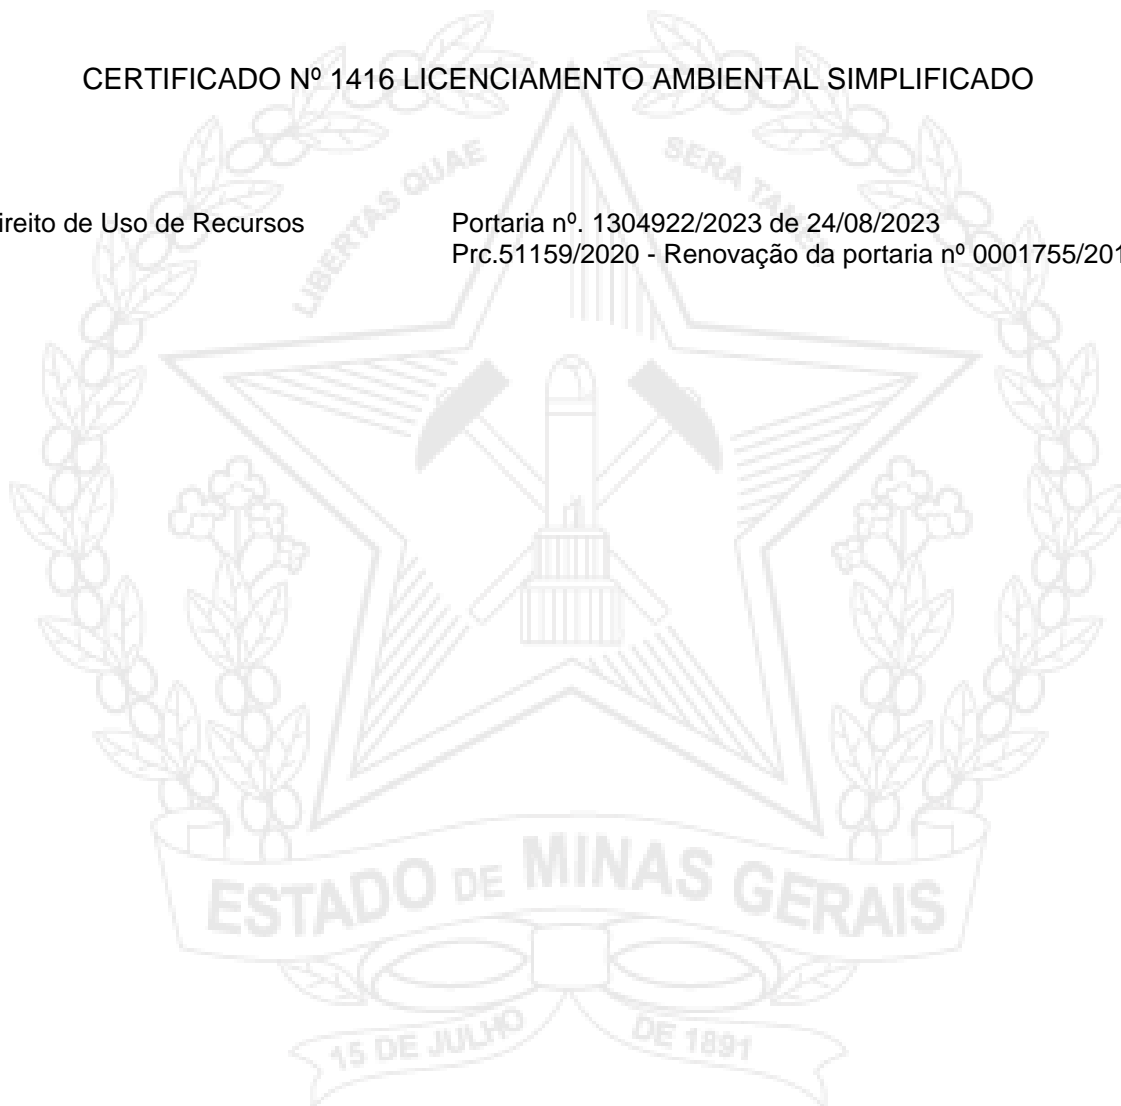 CERTIFICADO Nº 1416 LICENCIAMENTO AMBIENTAL SIMPLIFICADO
ireito de Uso de Recursos
Portaria nº. 1304922/2023 de 24/08/2023
Prc.51159/2020 - Renovação da portaria nº 0001755/201
LIBERTAS QUAE SERA TAMEN
ESTADO DE MINAS GERAIS
15 DE JULHO DE 1891